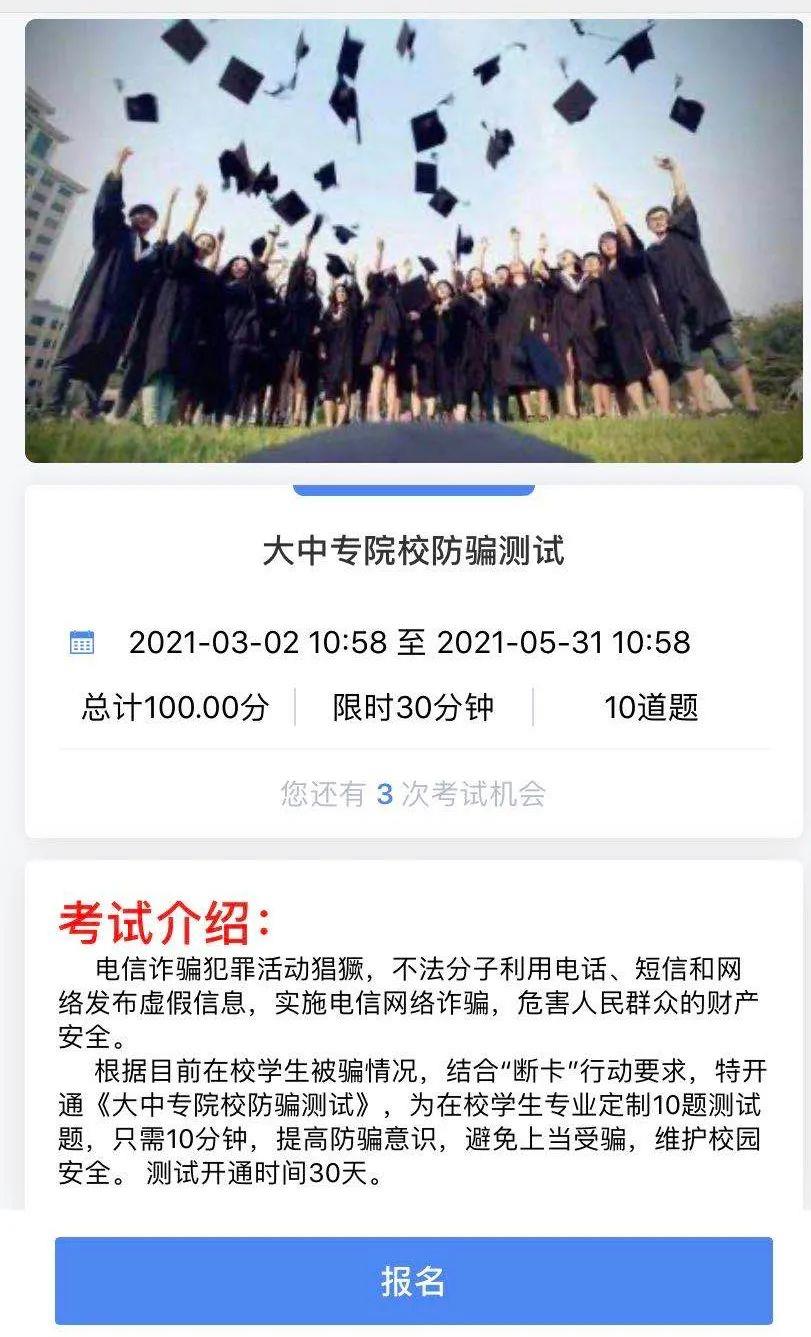 大中专院校防骗测试
2021-03-02 10:58 至 2021-05-31 10:58
总计100.00分 限时30分钟 10道题
您还有 3 次考试机会
考试介绍：
电信诈骗犯罪活动猖獗，不法分子利用电话、短信和网
络发布虚假信息，实施电信网络诈骗，危害人民群众的财产
安全。
根据目前在校学生被骗情况，结合“断卡”行动要求，特开
通《大中专院校防骗测试》，为在校学生专业定制10题测试
题，只需10分钟，提高防骗意识，避免上当受骗，维护校园
安全。 测试开通时间30天。
报名